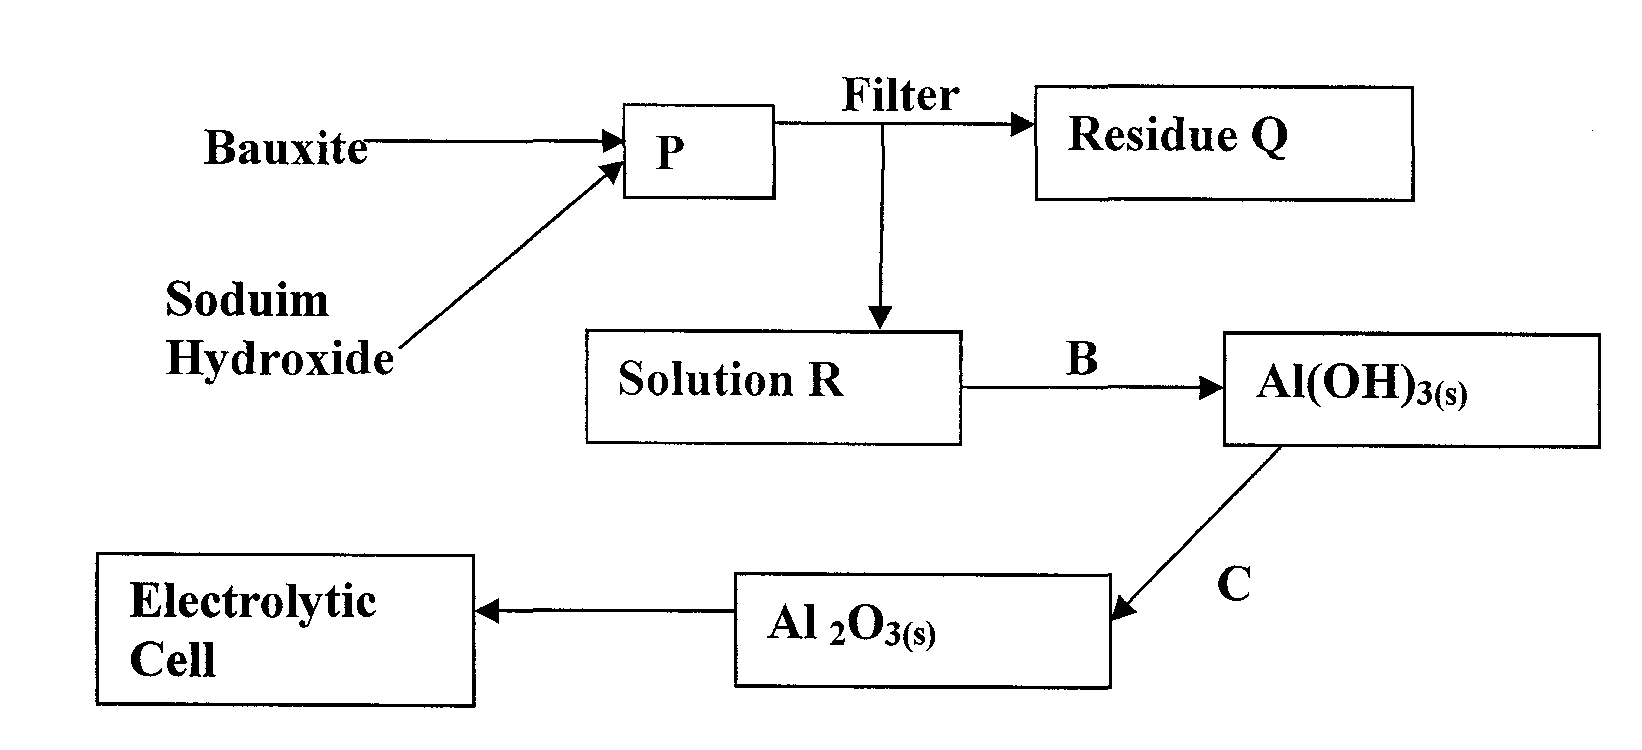 Filter
Bauxite
P
Residue Q
Soduim
Hydroxide
Solution R
B
Al(OH)₃₍ₛ₎
C
Electrolytic
Cell
Al ₂O₃₍ₛ₎